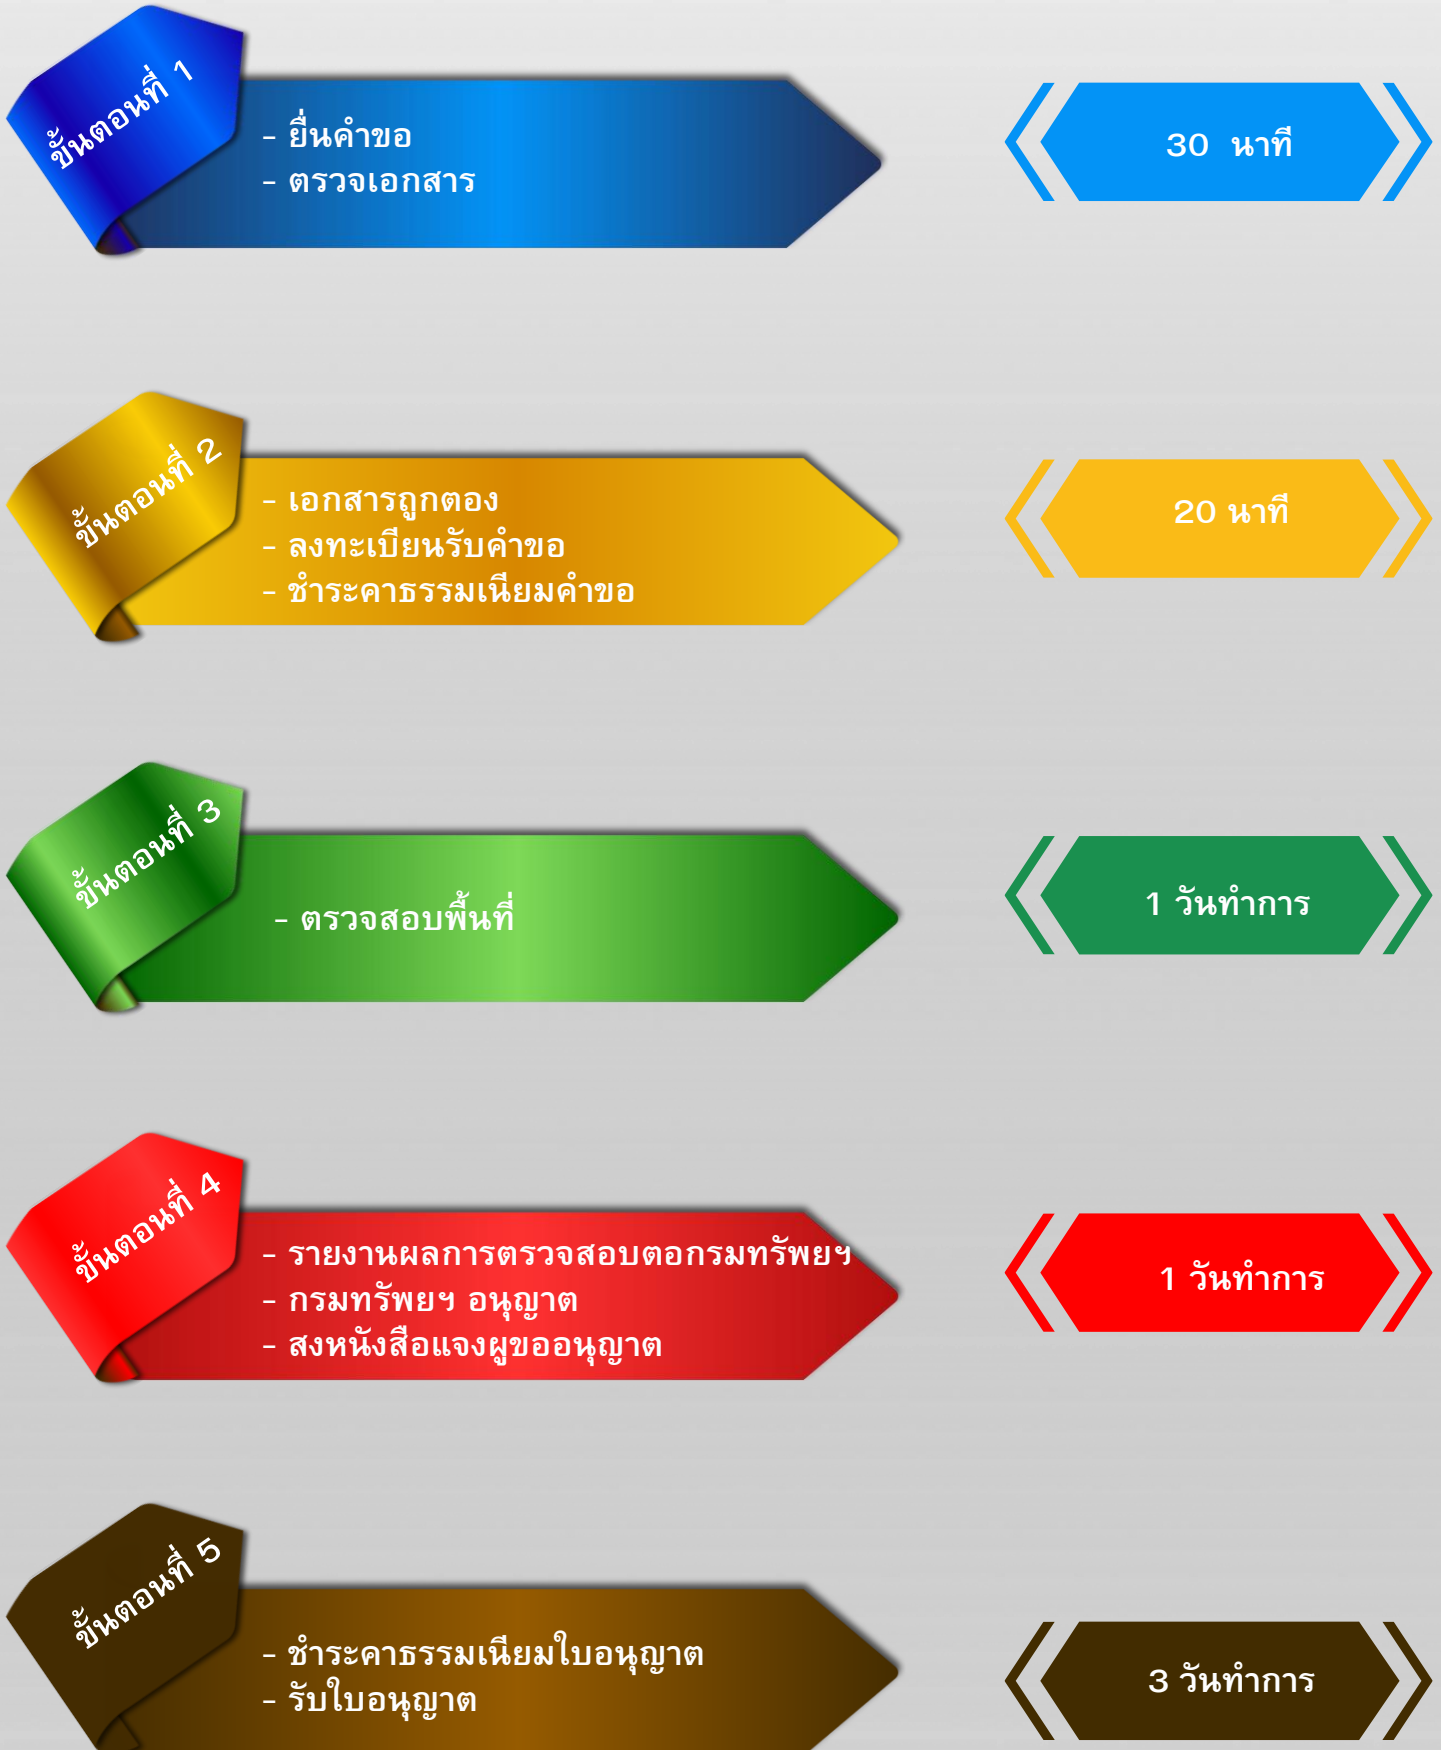 ขั้นตอนที่ 1
- ยื่นคำขอ
- ตรวจเอกสาร
30 นาที
ขั้นตอนที่ 2
- เอกสารถูกตอง
- ลงทะเบียนรับคำขอ
- ชำระคาธรรมเนียมคำขอ
20 นาที
ขั้นตอนที่ 3
- ตรวจสอบพื้นที่
1 วันทำการ
ขั้นตอนที่ 4
- รายงานผลการตรวจสอบตอกรมทรัพยฯ
- กรมทรัพยฯ อนุญาต
- สงหนังสือแจงผูขออนุญาต
1 วันทำการ
ขั้นตอนที่ 5
- ชำระคาธรรมเนียมใบอนุญาต
- รับใบอนุญาต
3 วันทำการ